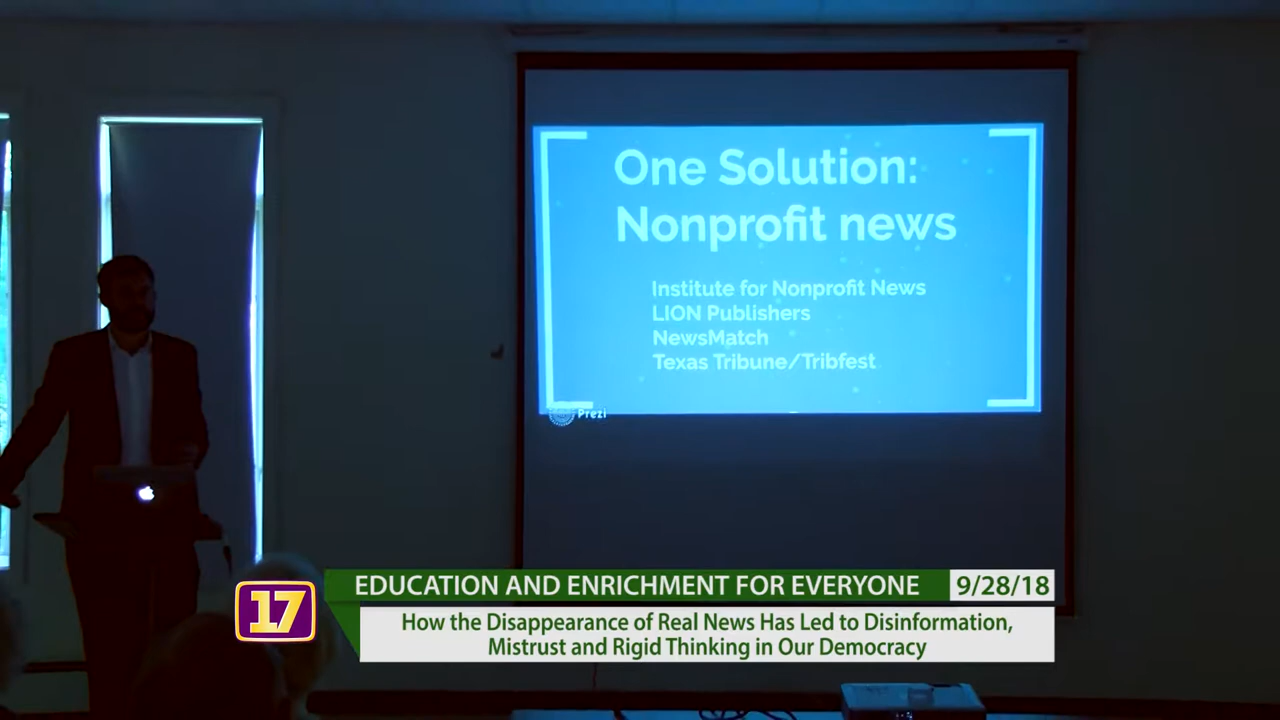 One Solution:
Nonprofit news
Institute for Nonprofit News
LION Publishers
NewsMatch
Texas Tribune/Tribfest
Prezi
17
EDUCATION AND ENRICHMENT FOR EVERYONE
9/28/18
How the Disappearance of Real News Has Led to Disinformation,
Mistrust and Rigid Thinking in Our Democracy